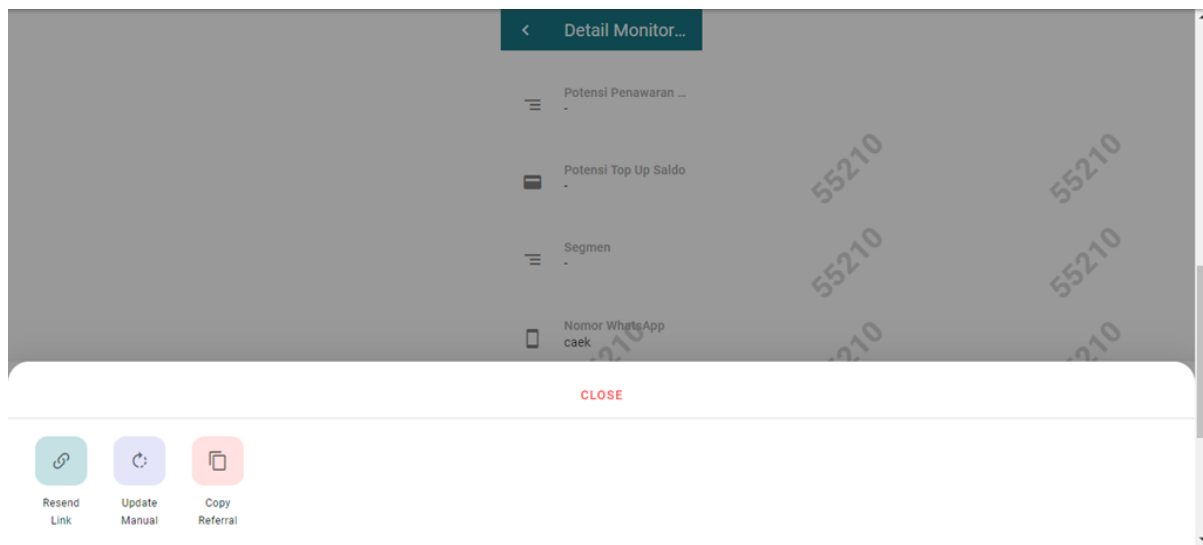 Detail Monitor...
Potensi Penawaran ...
-
Potensi Top Up Saldo
-
55210 55210
Segmen
-
55210 55210
Nomor WhatsApp
caek
CLOSE
Resend Link
Update Manual
Copy Referral